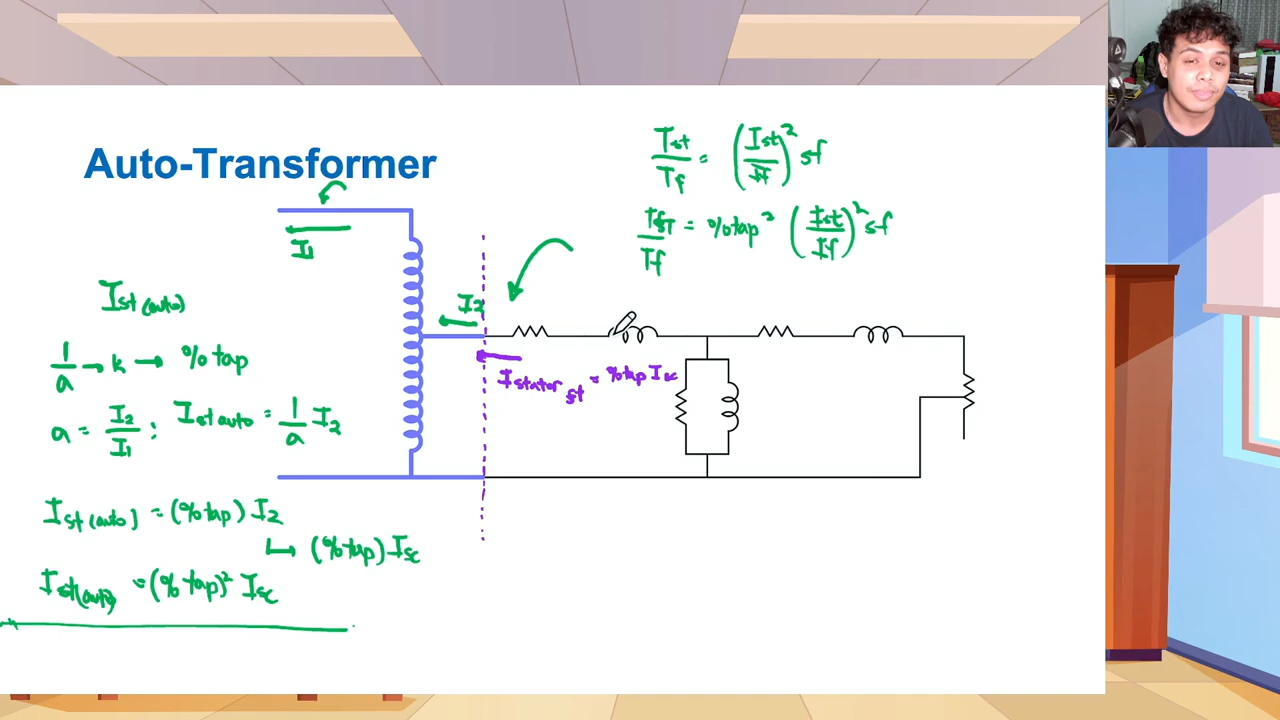 Auto-Transformer
I1
I2
Ist (auto)
1/a → k → % tap
a = I2/I1 ; Ist auto = 1/a I2
Ist (auto) = (% tap) I2
↳ (% tap) Isc
Ist(auto) = (% tap)² Isc
Tst/Tf = (Ist/If)² sf
Tst/Tf = % tap² (Ist/If)² sf
I stator st = % tap Isc